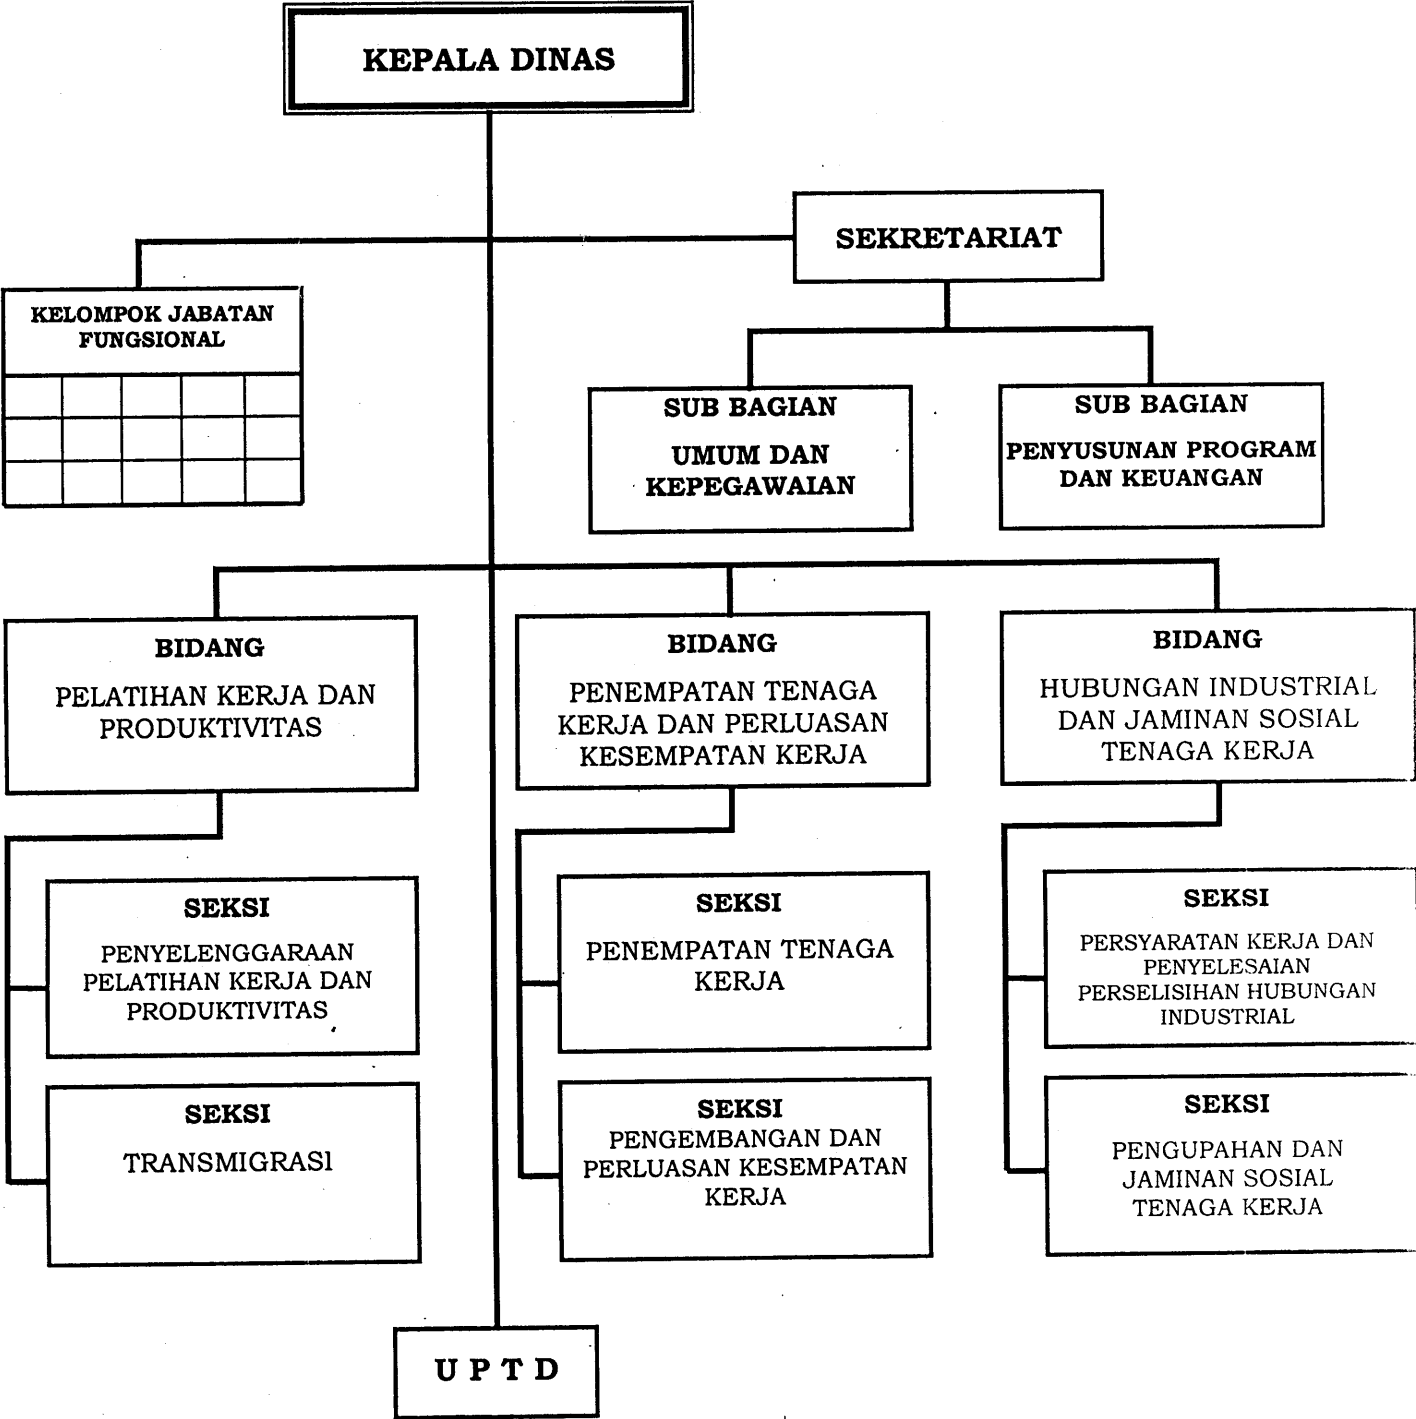 KEPALA DINAS
SEKRETARIAT
KELOMPOK JABATAN
FUNGSIONAL
SUB BAGIAN
UMUM DAN
KEPEGAWAIAN
SUB BAGIAN
PENYUSUNAN PROGRAM
DAN KEUANGAN
BIDANG
PELATIHAN KERJA DAN
PRODUKTIVITAS
BIDANG
PENEMPATAN TENAGA
KERJA DAN PERLUASAN
KESEMPATAN KERJA
BIDANG
HUBUNGAN INDUSTRIAL
DAN JAMINAN SOSIAL
TENAGA KERJA
SEKSI
PENYELENGGARAAN
PELATIHAN KERJA DAN
PRODUKTIVITAS
SEKSI
PENEMPATAN TENAGA
KERJA
SEKSI
PERSYARATAN KERJA DAN
PENYELESAIAN
PERSELISIHAN HUBUNGAN
INDUSTRIAL
SEKSI
TRANSMIGRASI
SEKSI
PENGEMBANGAN DAN
PERLUASAN KESEMPATAN
KERJA
SEKSI
PENGUPAHAN DAN
JAMINAN SOSIAL
TENAGA KERJA
U P T D